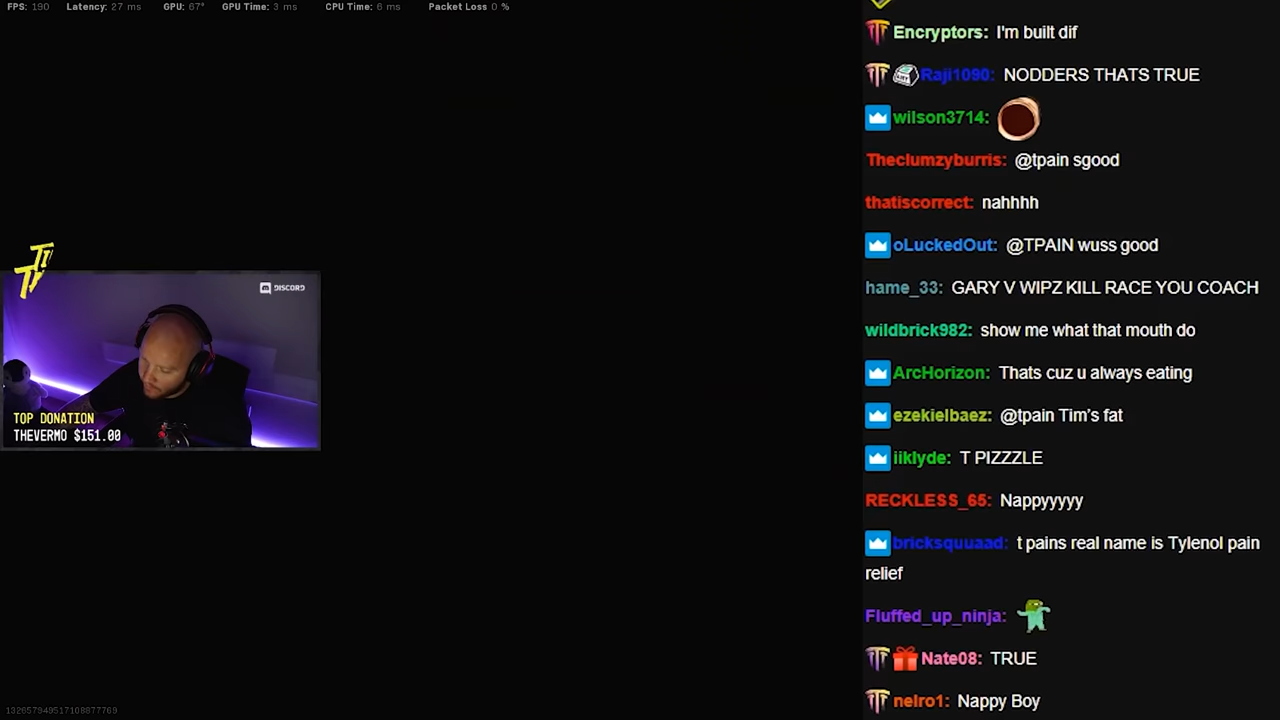 FPS: 190 Latency: 27 ms GPU: 67° GPU Time: 3 ms CPU Time: 6 ms Packet Loss 0 %
DISCORD
TOP DONATION
THEVERMO $151.00
Encryptors: I'm built dif
Raji1090: NODDERS THATS TRUE
wilson3714:
Theclumzyburris: @tpain sgood
thatiscorrect: nahhhh
oLuckedOut: @TPAIN wuss good
hame_33: GARY V WIPZ KILL RACE YOU COACH
wildbrick982: show me what that mouth do
ArcHorizon: Thats cuz u always eating
ezekielbaez: @tpain Tim's fat
iiklyde: T PIZZZLE
RECKLESS_65: Nappyyyyy
bricksquuaad: t pains real name is Tylenol pain
relief
Fluffed_up_ninja:
Nate08: TRUE
nelro1: Nappy Boy